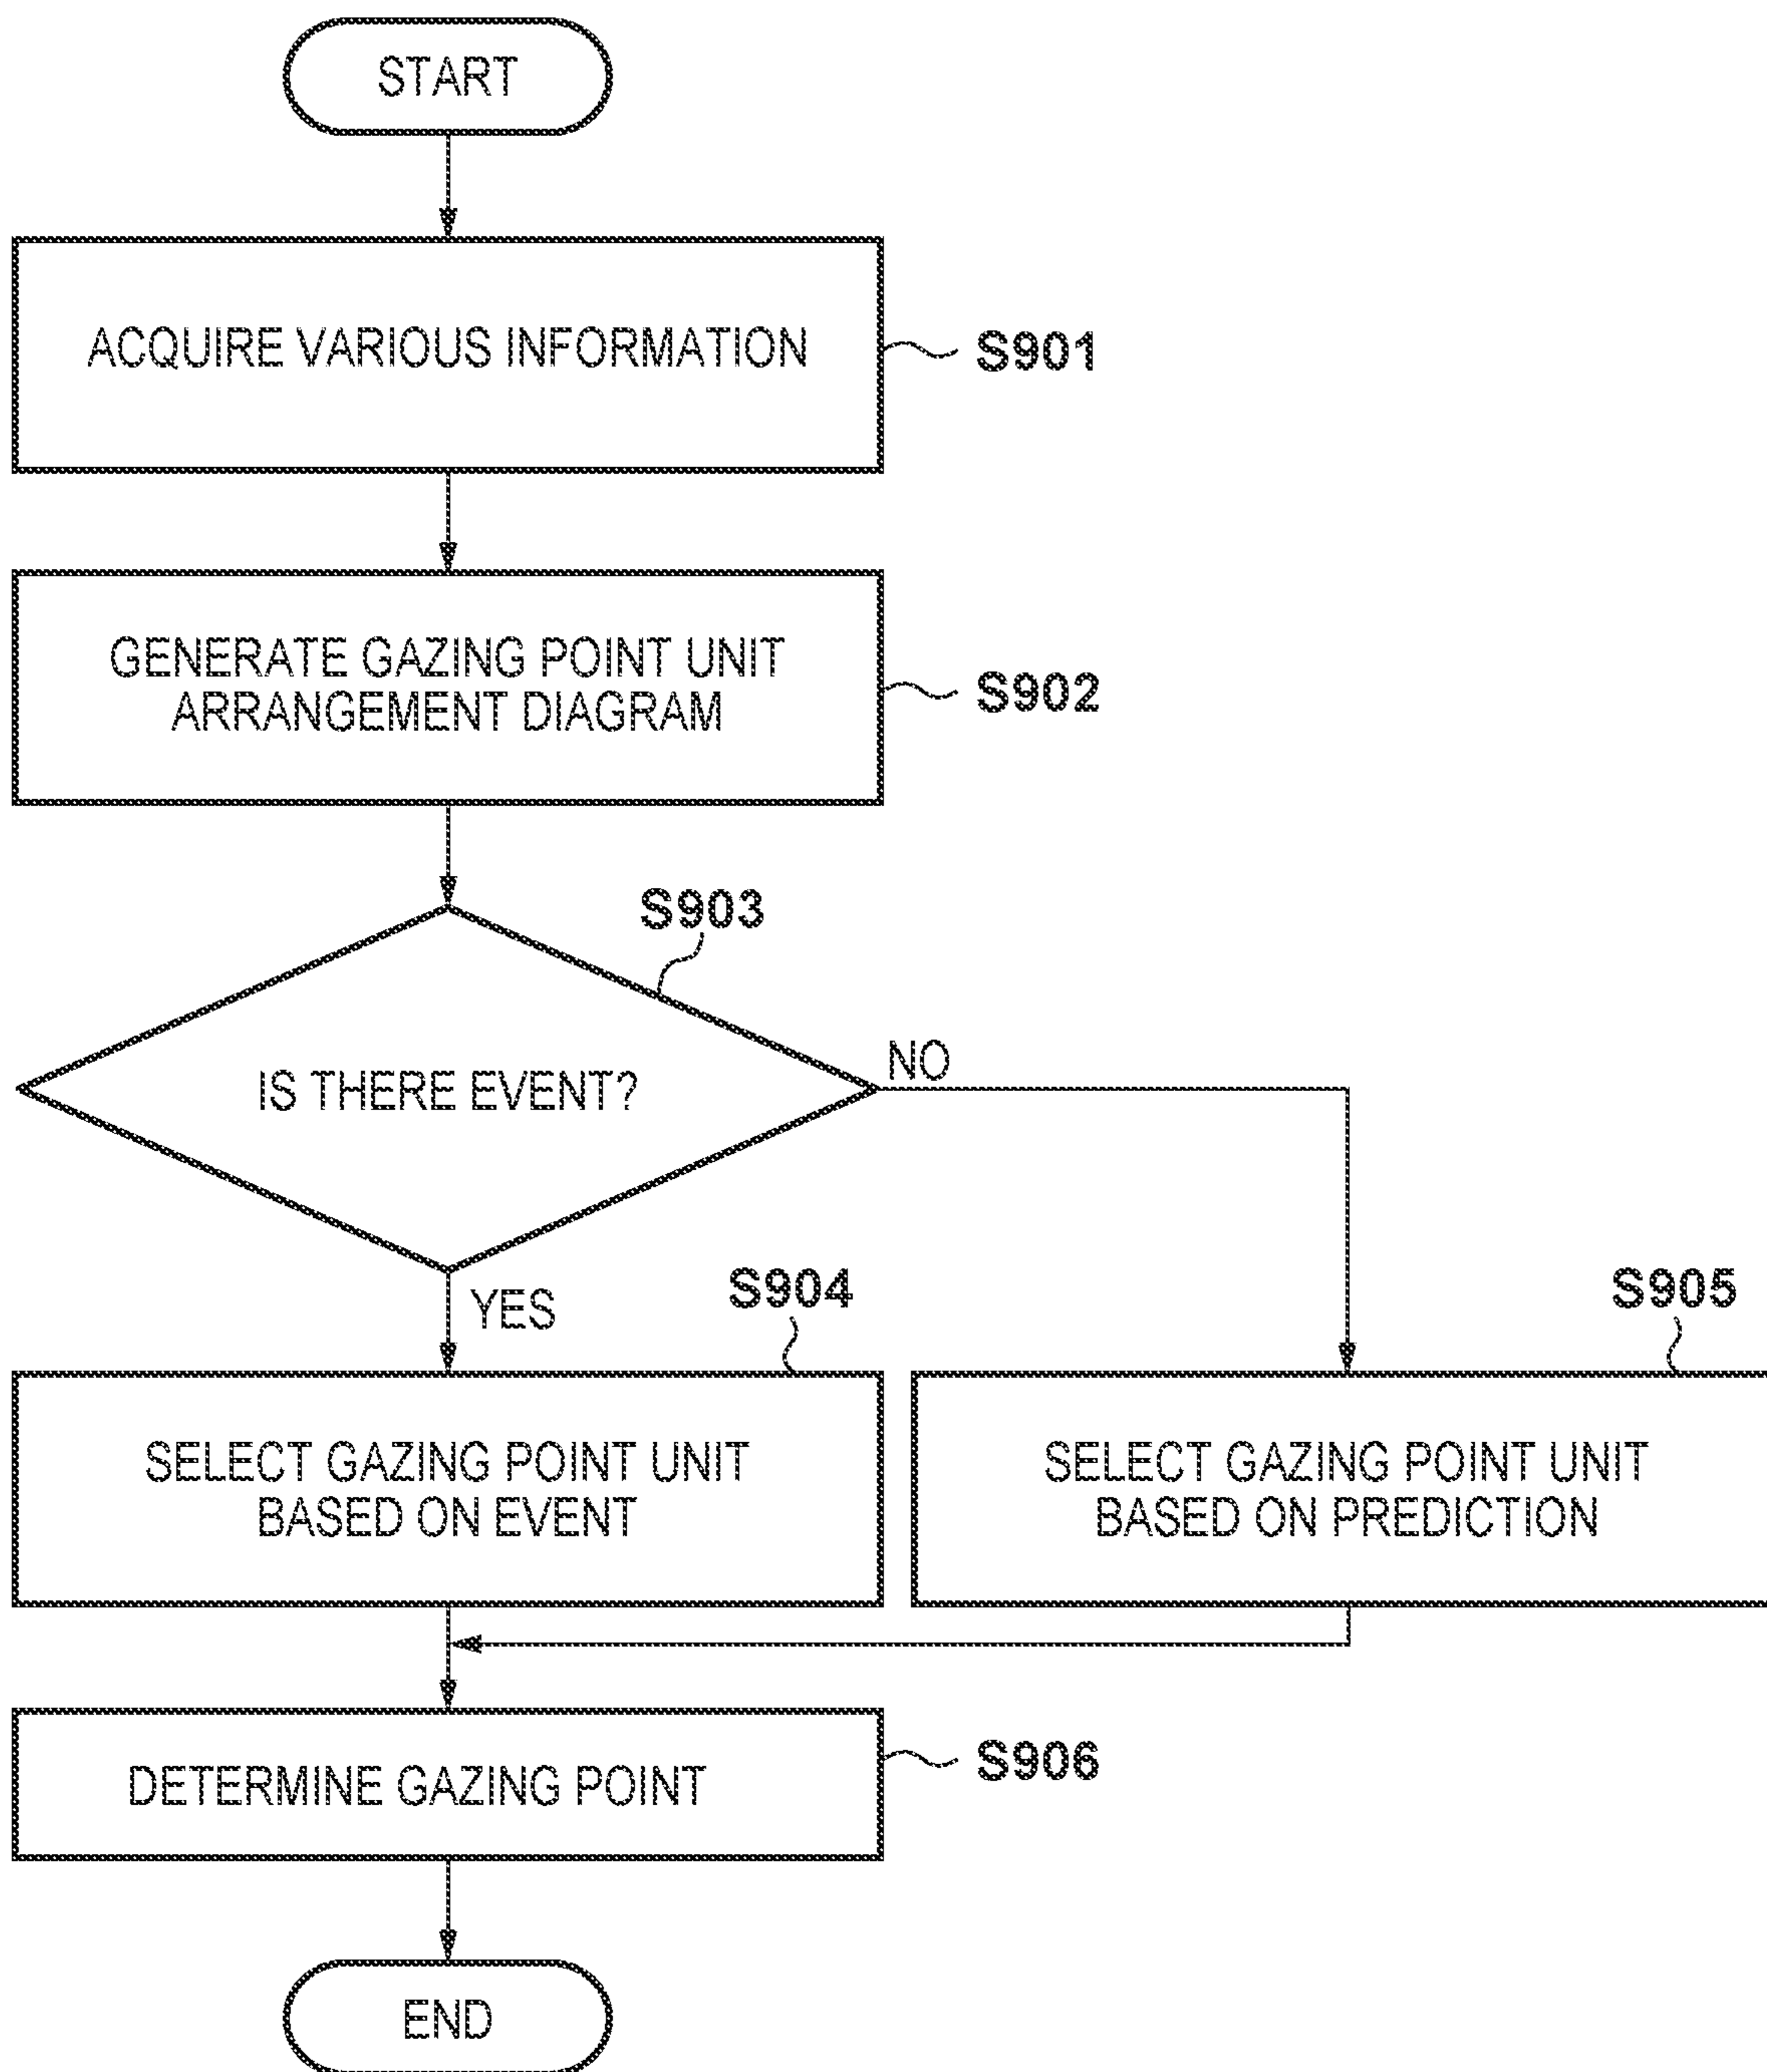 START
ACQUIRE VARIOUS INFORMATION
S901
GENERATE GAZING POINT UNIT
ARRANGEMENT DIAGRAM
S902
S903
IS THERE EVENT?
NO
YES
S904
S905
SELECT GAZING POINT UNIT
BASED ON EVENT
SELECT GAZING POINT UNIT
BASED ON PREDICTION
DETERMINE GAZING POINT
S906
END